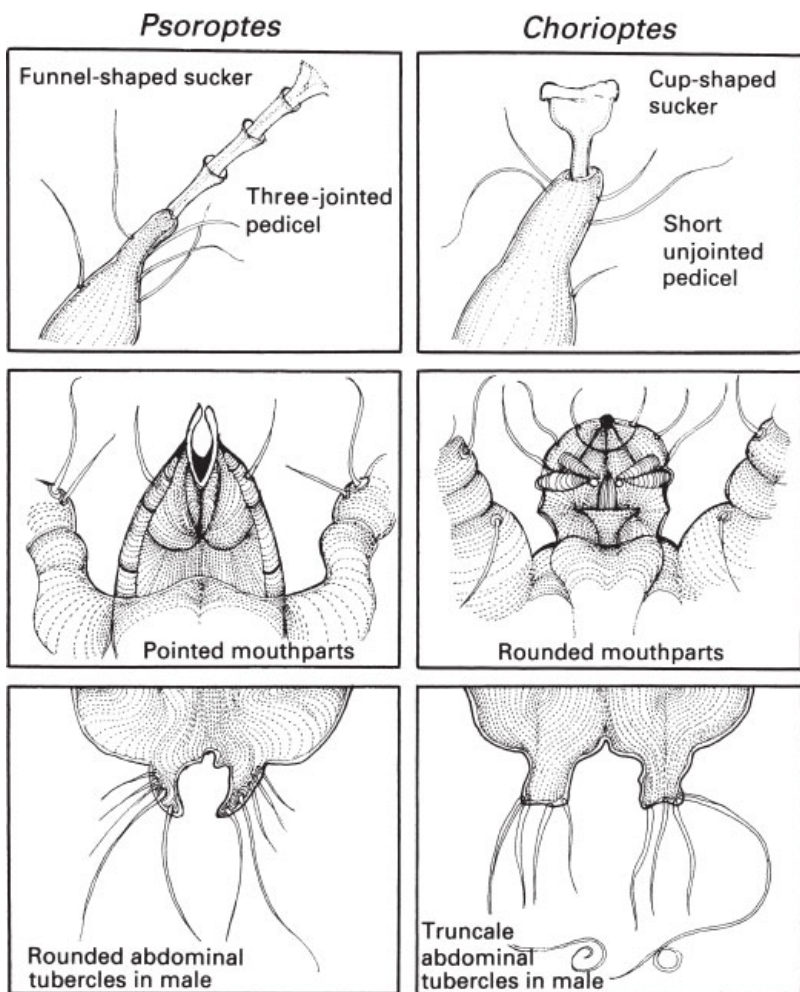 Psoroptes
Chorioptes
Funnel-shaped sucker
Three-jointed
pedicel
Cup-shaped
sucker
Short
unjointed
pedicel
Pointed mouthparts
Rounded mouthparts
Rounded abdominal
tubercles in male
Truncale
abdominal
tubercles in male